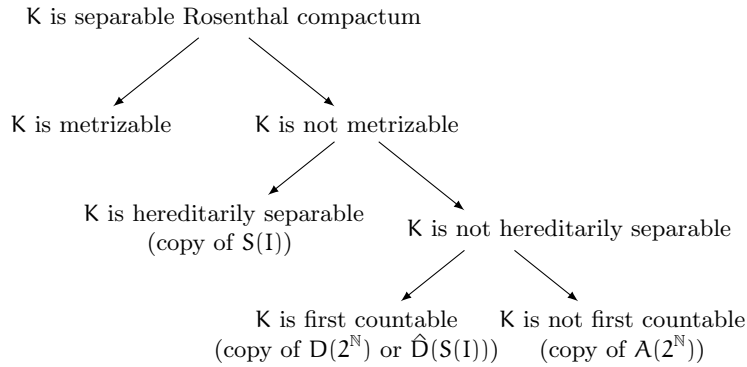 K is separable Rosenthal compactum
K is metrizable
K is not metrizable
K is hereditarily separable
(copy of S(I))
K is not hereditarily separable
K is first countable
(copy of D(2^ℕ) or D̂(S(I)))
K is not first countable
(copy of A(2^ℕ))